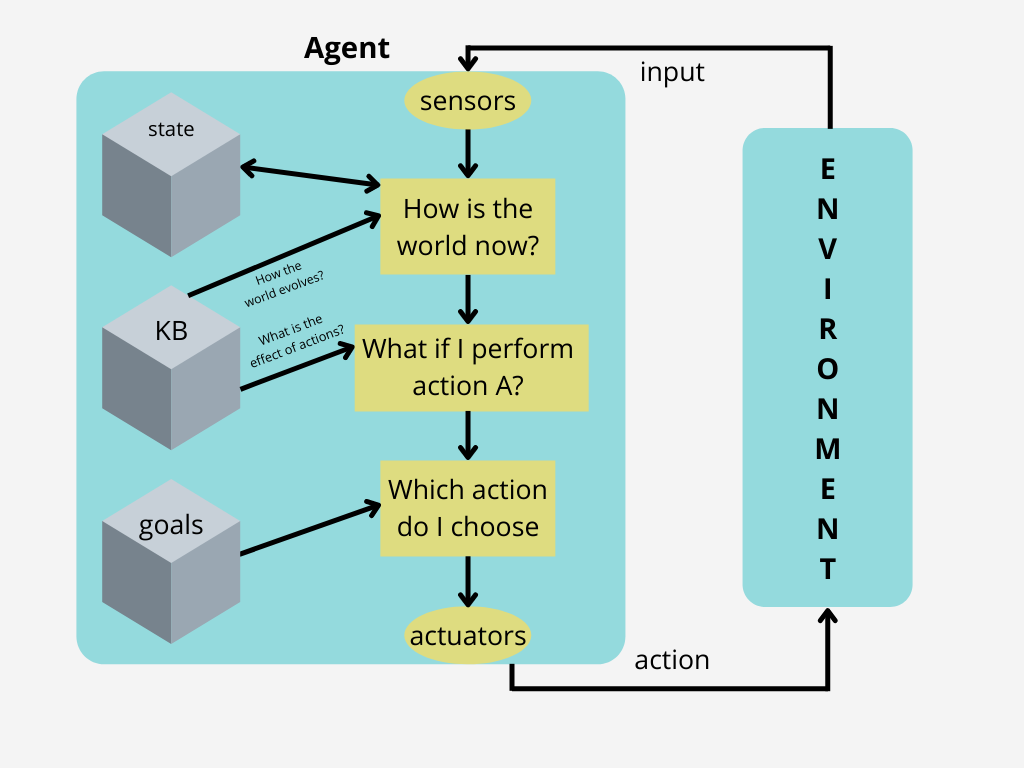 Agent
input
sensors
state
How is the
world now?
How the
world evolves?
KB
What is the
effect of actions?
What if I perform
action A?
goals
Which action
do I choose
actuators
action
E
N
V
I
R
O
N
M
E
N
T